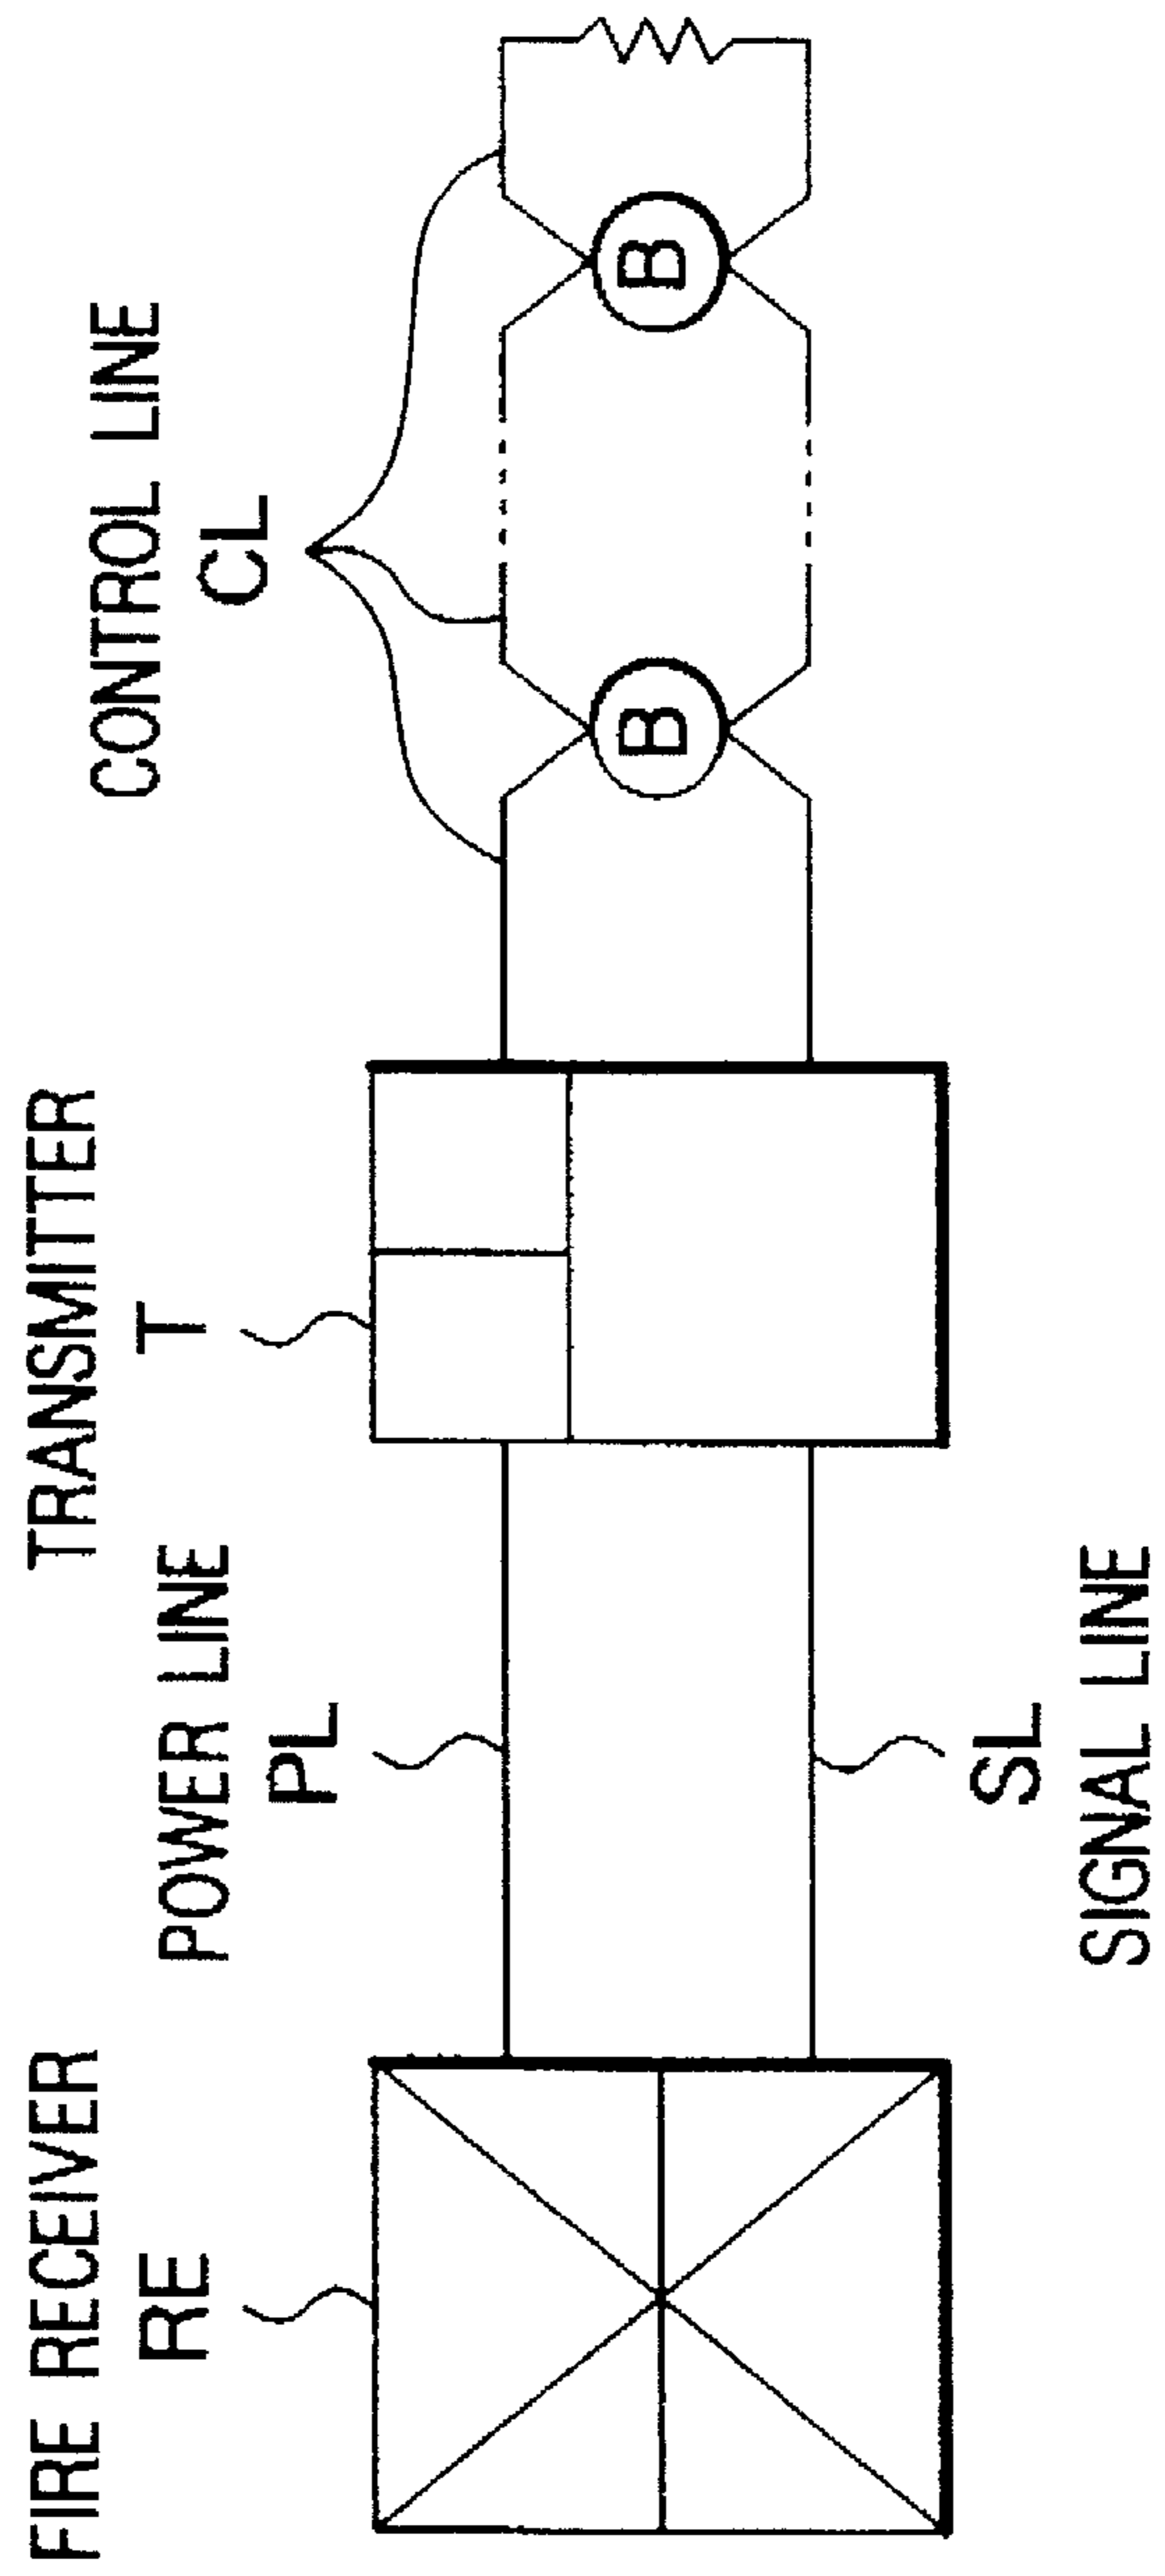 FIRE RECEIVER
RE
POWER LINE
PL
SL
SIGNAL LINE
TRANSMITTER
T
CONTROL LINE
CL
B
B